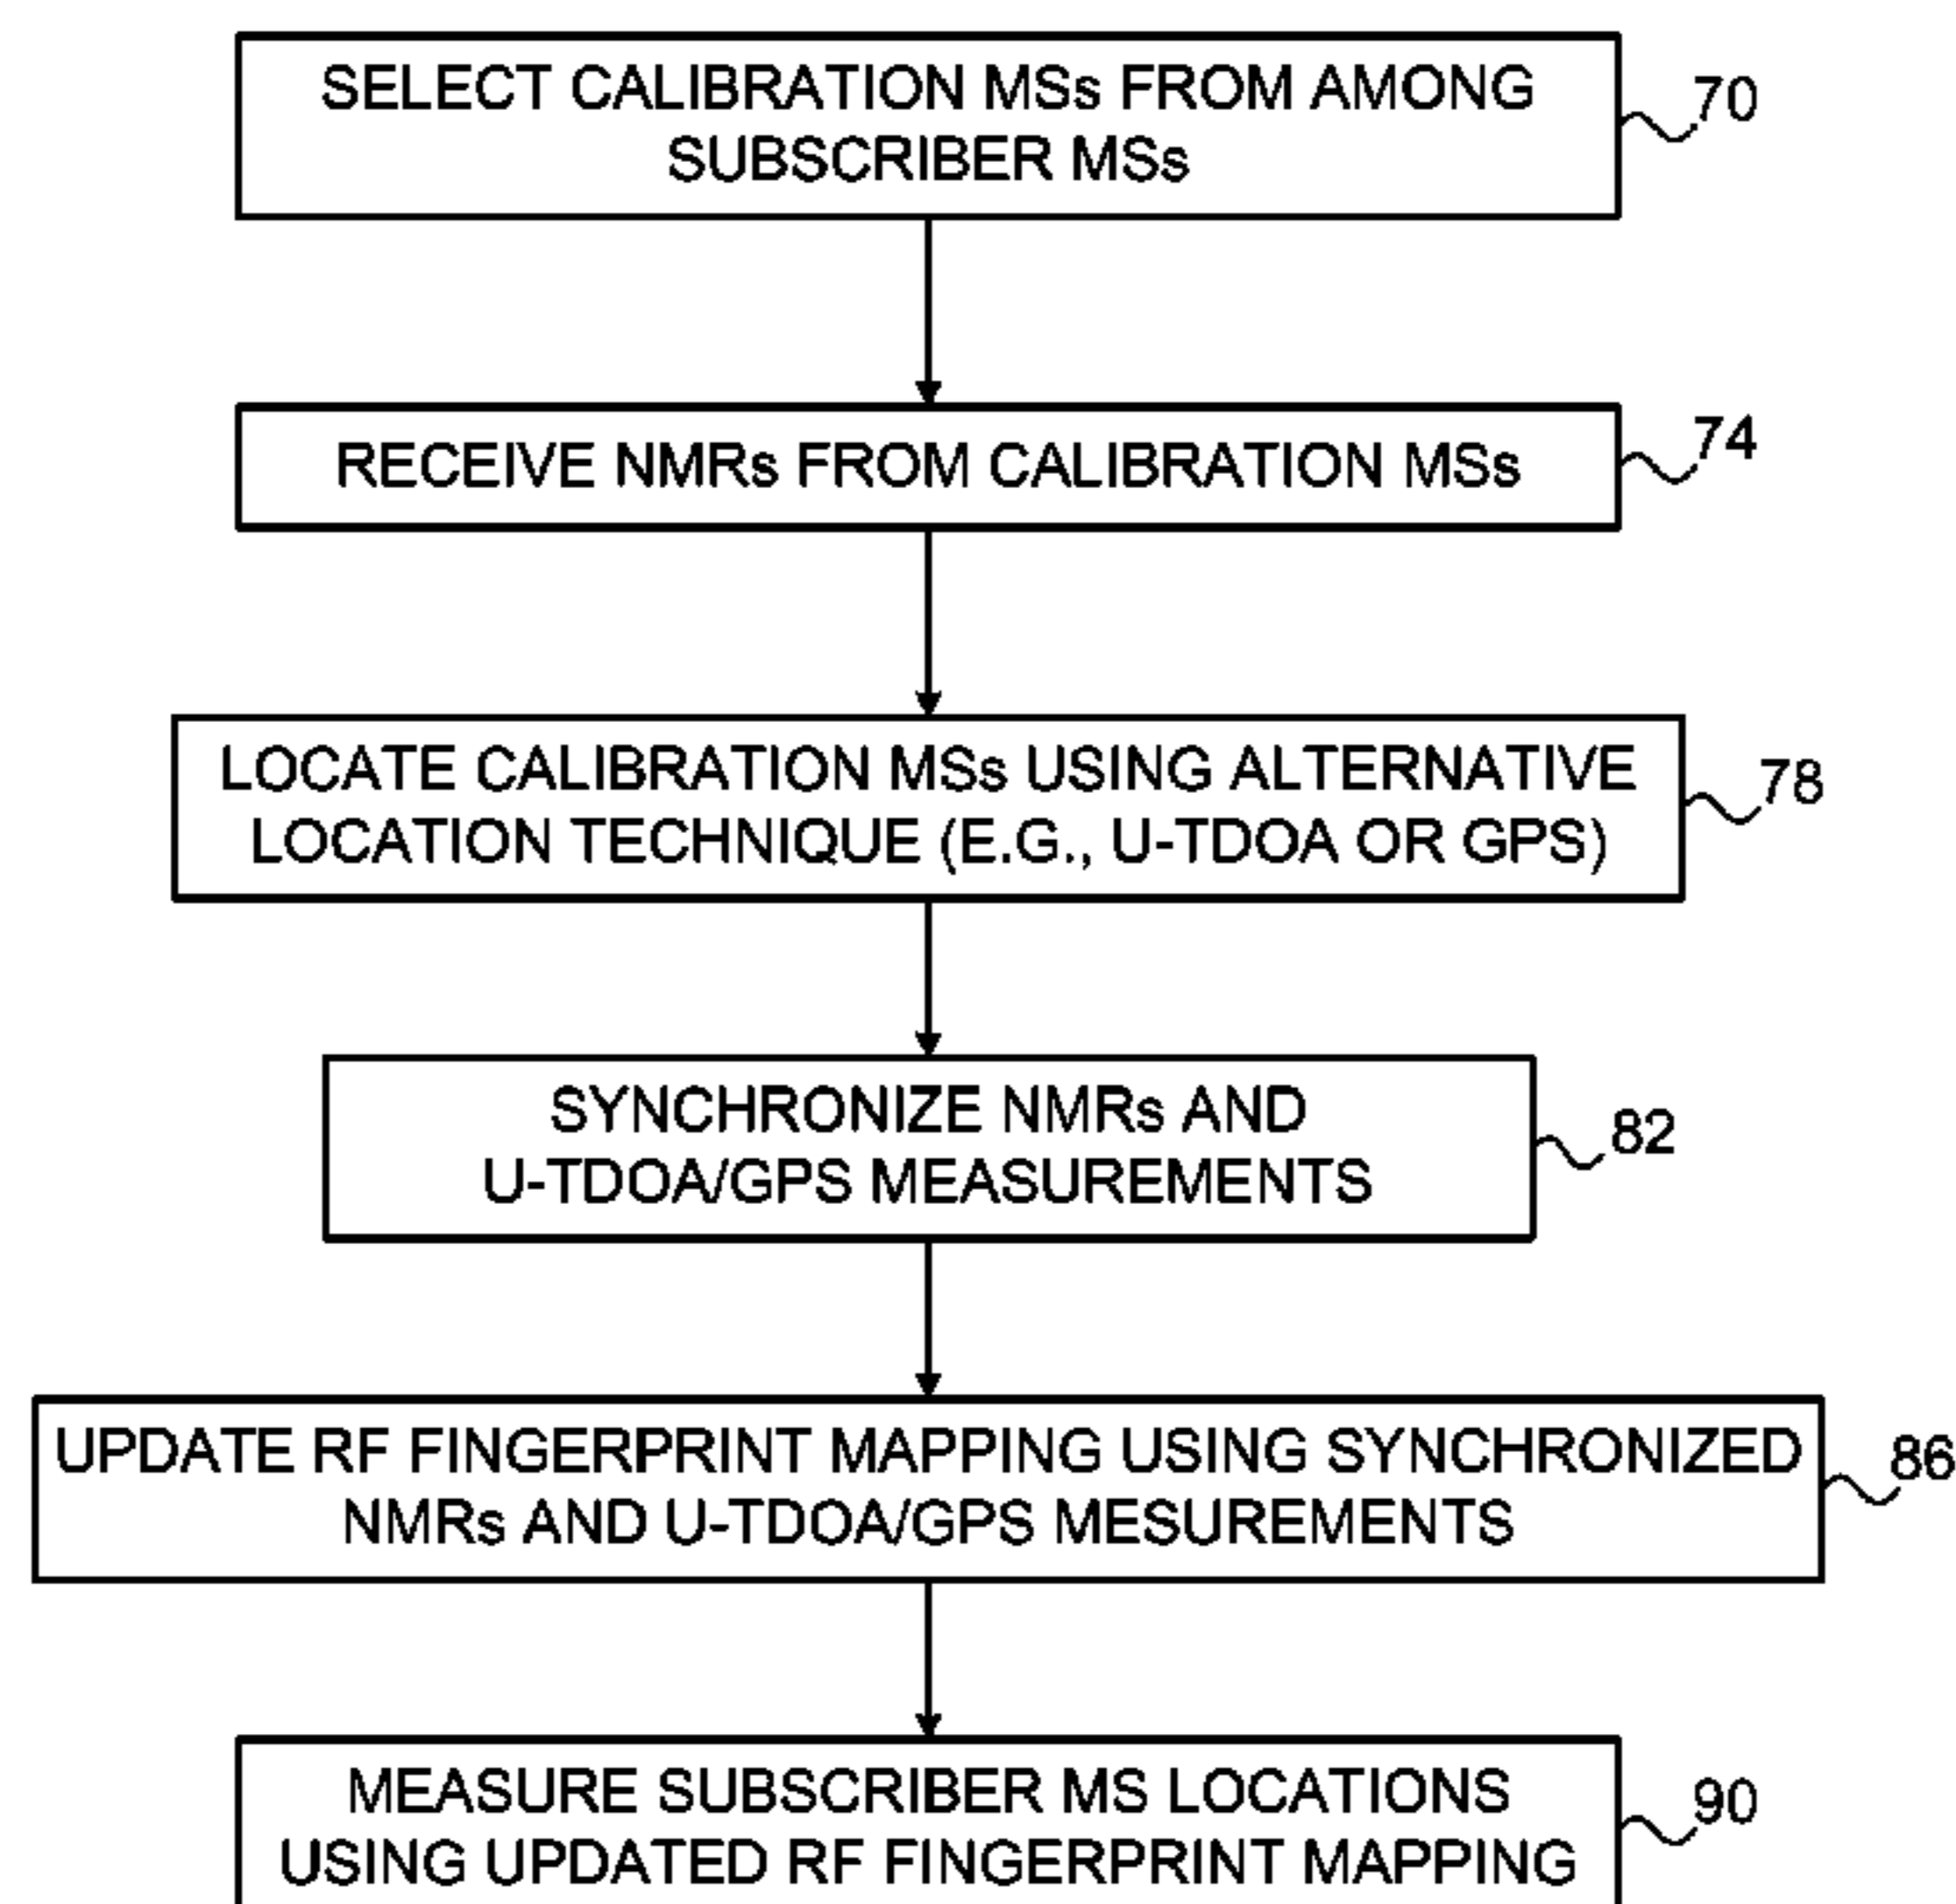 SELECT CALIBRATION MSs FROM AMONG
SUBSCRIBER MSs
70
RECEIVE NMRs FROM CALIBRATION MSs
74
LOCATE CALIBRATION MSs USING ALTERNATIVE
LOCATION TECHNIQUE (E.G., U-TDOA OR GPS)
78
SYNCHRONIZE NMRs AND
U-TDOA/GPS MEASUREMENTS
82
UPDATE RF FINGERPRINT MAPPING USING SYNCHRONIZED
NMRs AND U-TDOA/GPS MESUREMENTS
86
MEASURE SUBSCRIBER MS LOCATIONS
USING UPDATED RF FINGERPRINT MAPPING
90